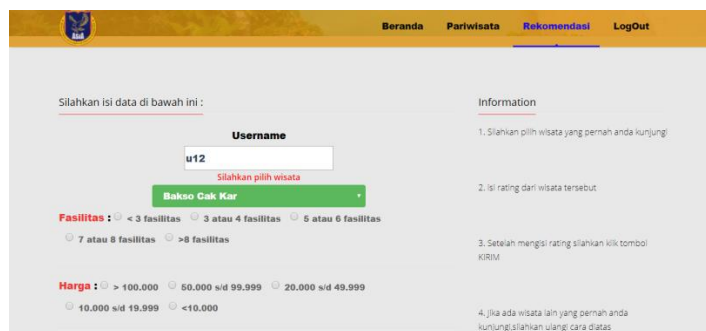 ASIA
Beranda Pariwisata Rekomendasi LogOut
Silahkan isi data di bawah ini :
Username
u12
Silahkan pilih wisata
Bakso Cak Kar
Fasilitas : < 3 fasilitas 3 atau 4 fasilitas 5 atau 6 fasilitas
7 atau 8 fasilitas >8 fasilitas
Harga : > 100.000 50.000 s/d 99.999 20.000 s/d 49.999
10.000 s/d 19.999 <10.000
Information
1. Silahkan pilih wisata yang pernah anda kunjungi
2. Isi rating dari wisata tersebut
3. Setelah mengisi rating silahkan klik tombol
KIRIM
4. Jika ada wisata lain yang pernah anda
kunjungi,silahkan ulangi cara diatas